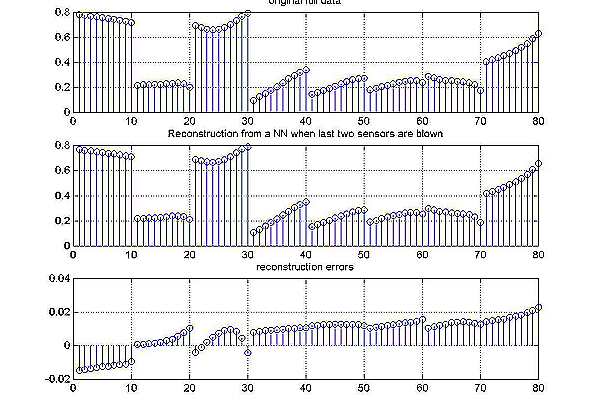 original full data
0.8
0.6
0.4
0.2
0
0 10 20 30 40 50 60 70 80
Reconstruction from a NN when last two sensors are blown
0.8
0.6
0.4
0.2
0
0 10 20 30 40 50 60 70 80
reconstruction errors
0.04
0.02
0
-0.02
0 10 20 30 40 50 60 70 80